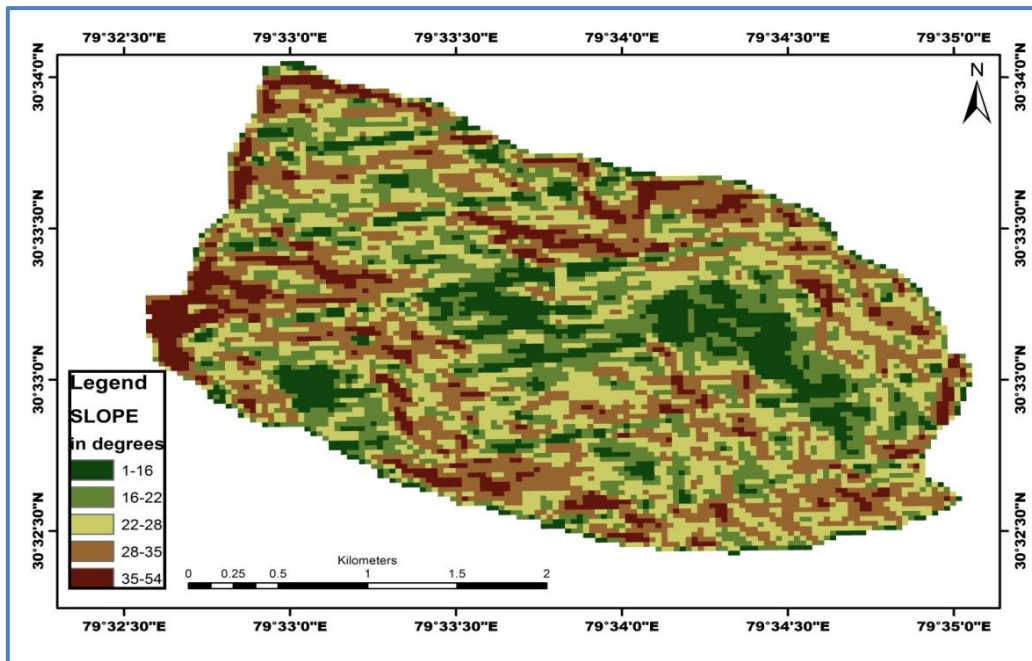 79°32'30"E 79°33'0"E 79°33'30"E 79°34'0"E 79°34'30"E 79°35'0"E
30°34'0"N
30°33'30"N
30°33'0"N
30°32'30"N
N
30°34'0"N
30°33'30"N
30°33'0"N
30°32'30"N
Legend
SLOPE
in degrees
1-16
16-22
22-28
28-35
35-54
Kilometers
0 0.25 0.5 1 1.5 2
79°32'30"E 79°33'0"E 79°33'30"E 79°34'0"E 79°34'30"E 79°35'0"E